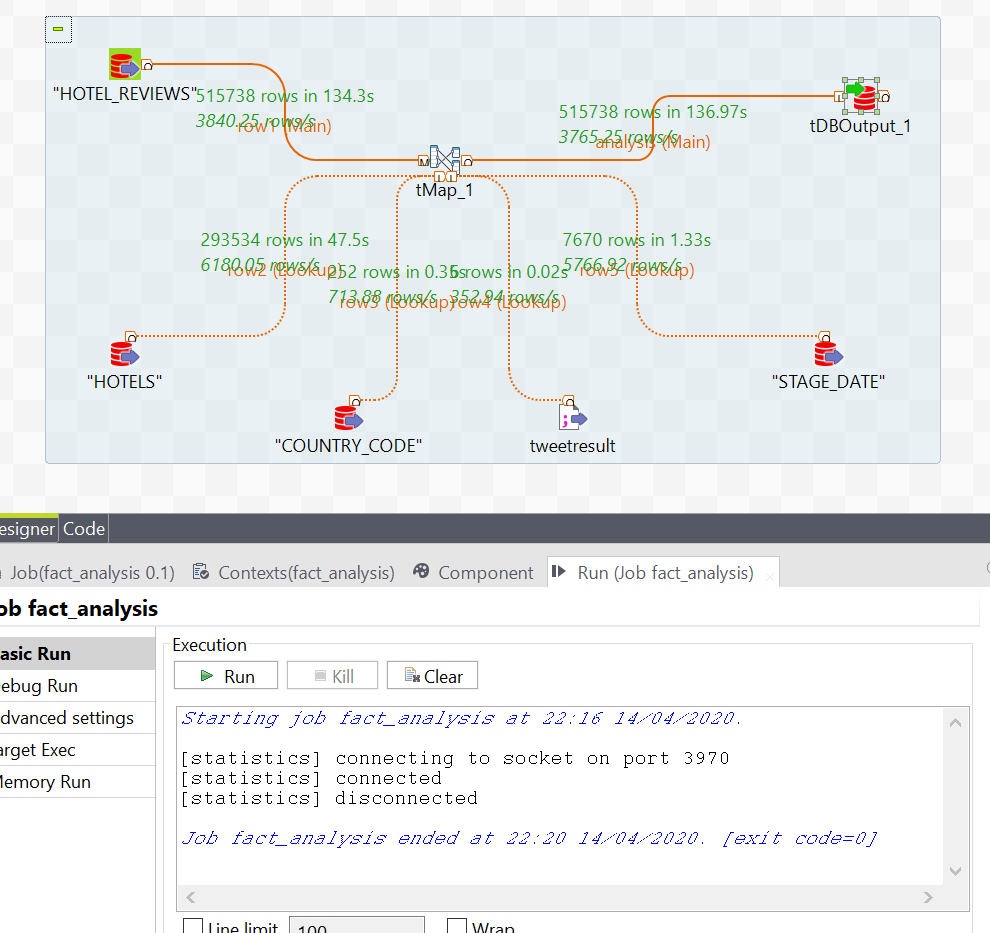 "HOTEL_REVIEWS"
515738 rows in 134.3s
3840.25 rows/s
row1 (Main)
515738 rows in 136.97s
3765.25 rows/s
analysis (Main)
tDBOutput_1
tMap_1
293534 rows in 47.5s
6180.05 rows/s
row2 (Lookup)
252 rows in 0.35s
713.88 rows/s
row3 (Lookup)
6 rows in 0.02s
352.94 rows/s
row4 (Lookup)
7670 rows in 1.33s
5766.92 rows/s
row5 (Lookup)
"HOTELS"
"COUNTRY_CODE"
tweetresult
"STAGE_DATE"
esigner Code
Job(fact_analysis 0.1) Contexts(fact_analysis) Component Run (Job fact_analysis)
ob fact_analysis
asic Run
ebug Run
dvanced settings
arget Exec
Memory Run
Execution
Run Kill Clear
Starting job fact_analysis at 22:16 14/04/2020.
[statistics] connecting to socket on port 3970
[statistics] connected
[statistics] disconnected
Job fact_analysis ended at 22:20 14/04/2020. [exit code=0]
Line limit 100 Wrap